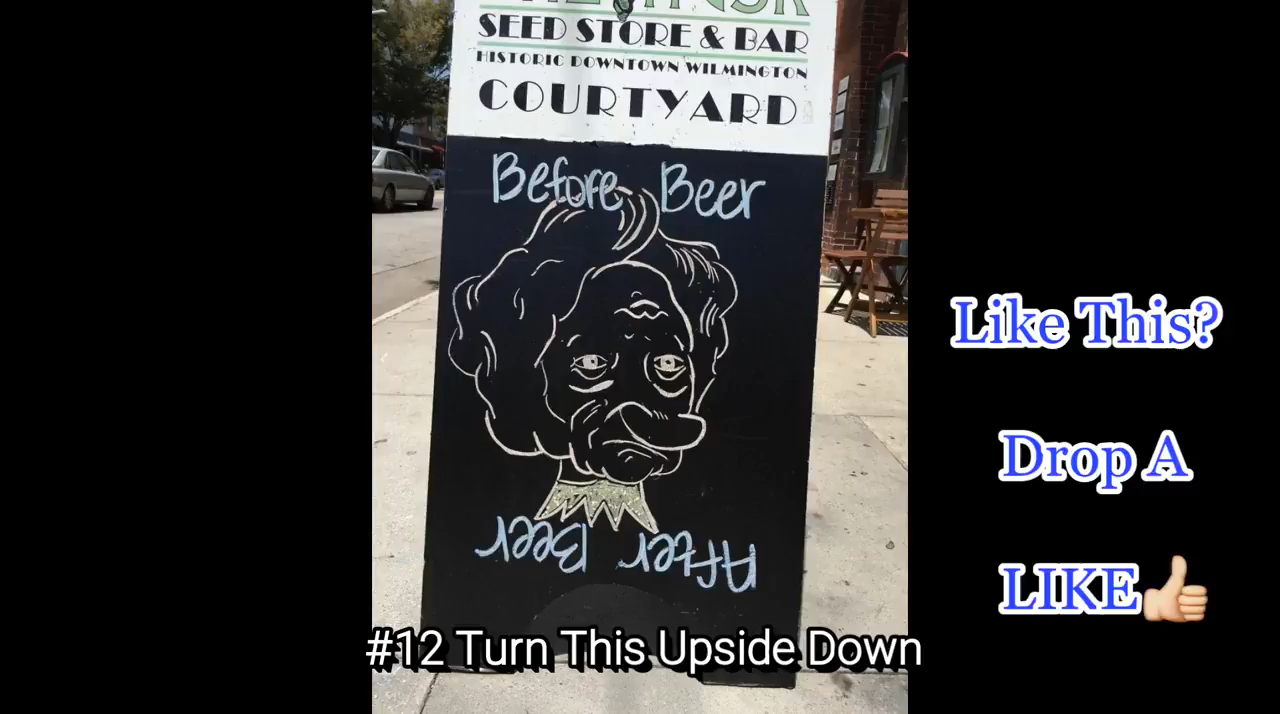 SEED STORE & BAR
HISTORIC DOWNTOWN WILMINGTON
COURTYARD
Before Beer
After Beer
Like This?
Drop A
LIKE👍
#12 Turn This Upside Down